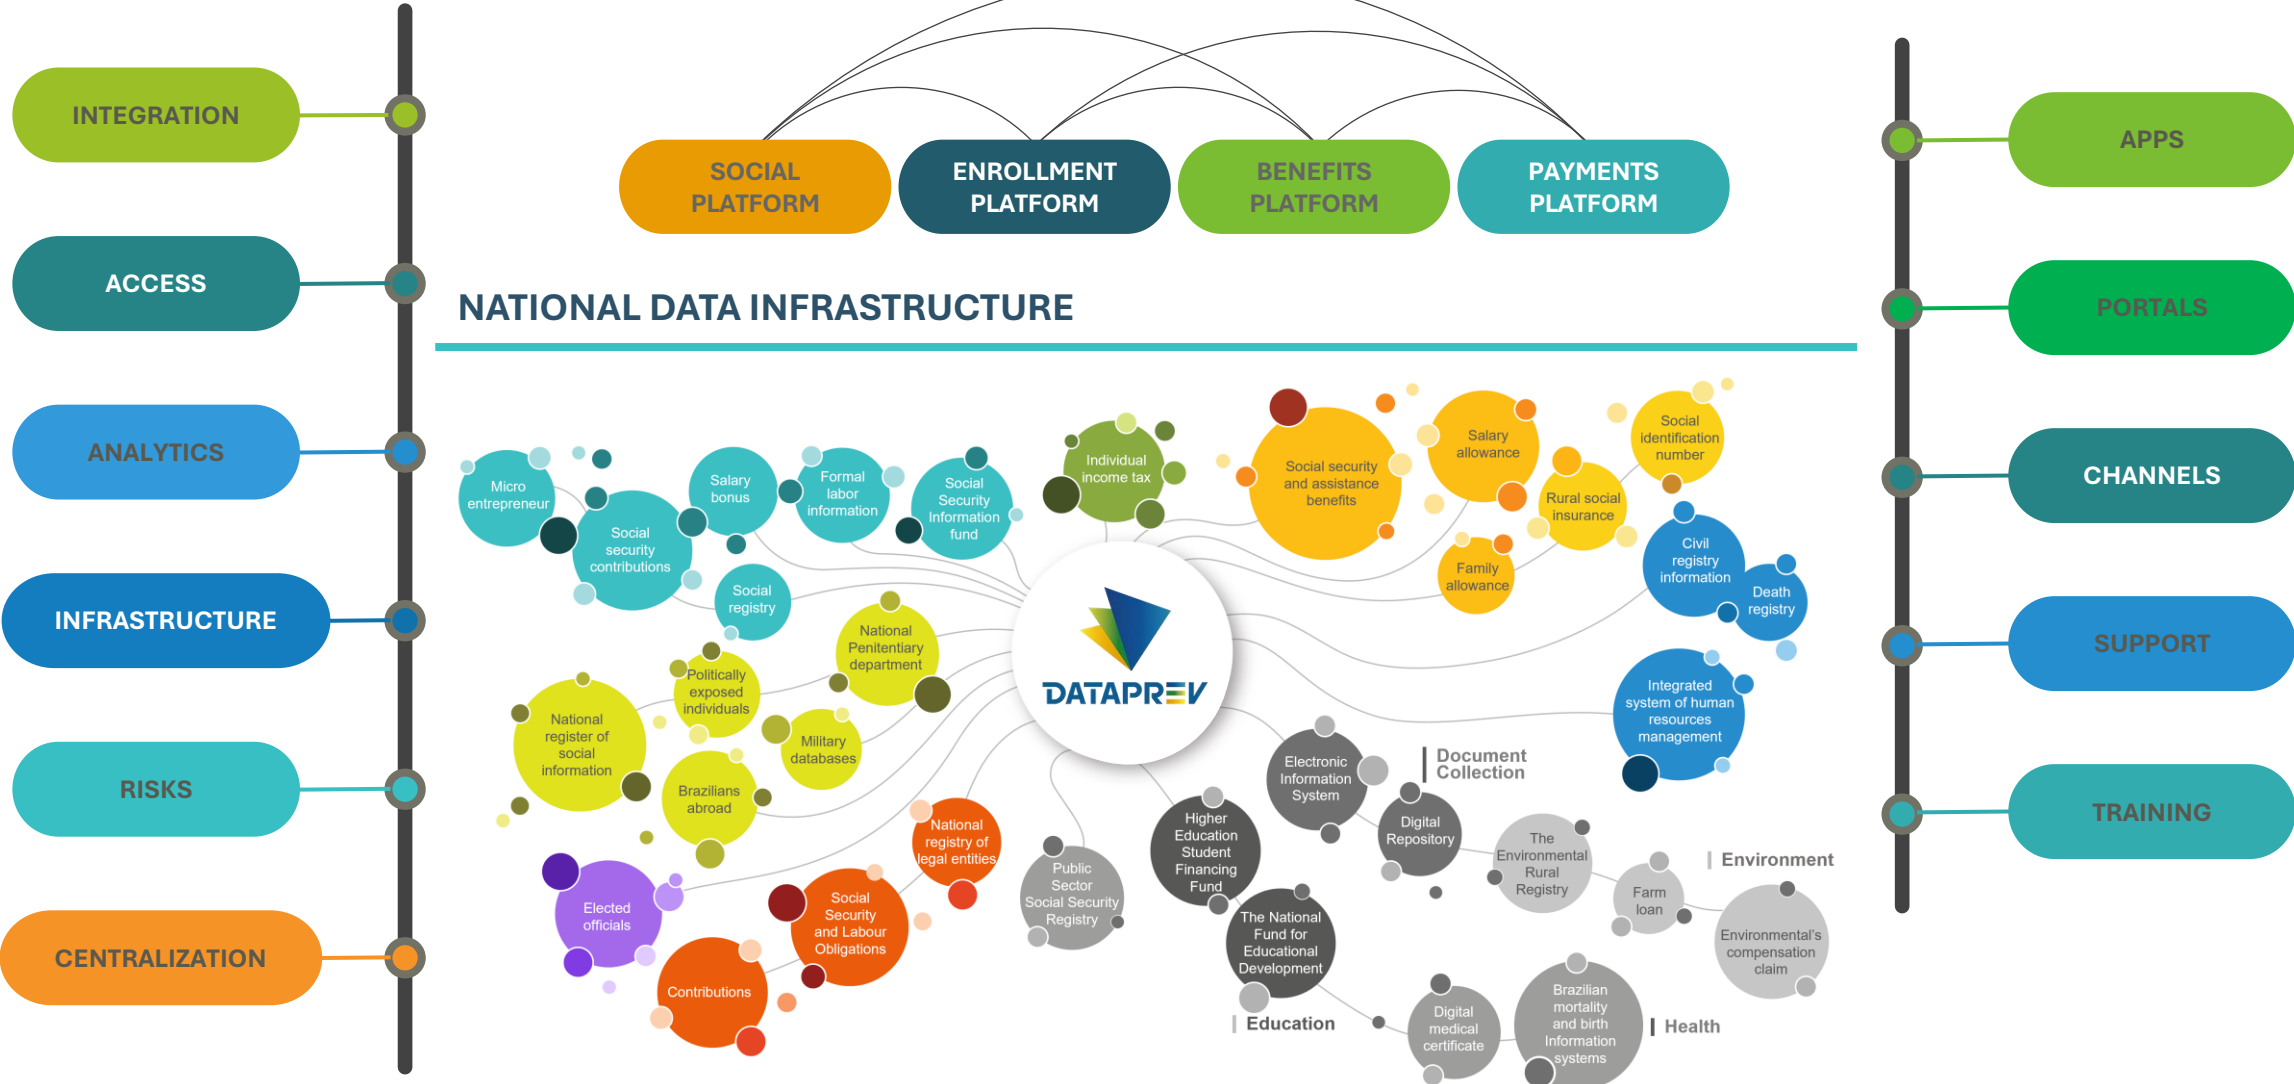 INTEGRATION
ACCESS
ANALYTICS
INFRASTRUCTURE
RISKS
CENTRALIZATION
SOCIAL
PLATFORM
ENROLLMENT
PLATFORM
BENEFITS
PLATFORM
PAYMENTS
PLATFORM
NATIONAL DATA INFRASTRUCTURE
Micro
entrepreneur
Social
security
contributions
Salary
bonus
Formal
labor
information
Social
Security
Information
fund
Social
registry
Individual
income tax
Social security
and assistance
benefits
Salary
allowance
Social
identification
number
Rural social
insurance
Family
allowance
Civil
registry
information
Death
registry
National
Penitentiary
department
Politically
exposed
individuals
National
register of
social
information
Military
databases
Brazilians
abroad
DATAPREV
Integrated
system of human
resources
management
Elected
officials
National
registry of
legal entities
Social
Security
and Labour
Obligations
Contributions
Public
Sector
Social Security
Registry
Higher
Education
Student
Financing
Fund
The National
Fund for
Educational
Development
Education
Electronic
Information
System
Document
Collection
Digital
Repository
The
Environmental
Rural
Registry
Farm
loan
Environment
Environmental's
compensation
claim
Digital
medical
certificate
Brazilian
mortality
and birth
Information
systems
Health
APPS
PORTALS
CHANNELS
SUPPORT
TRAINING